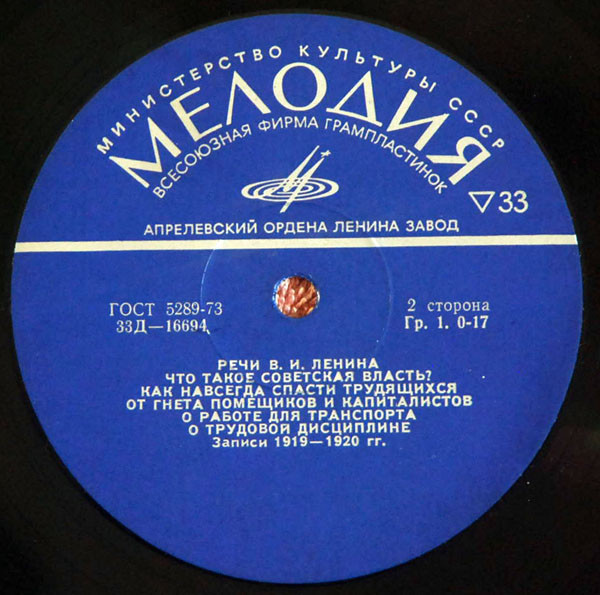 МИНИСТЕРСТВО КУЛЬТУРЫ СССР
МЕЛОДИЯ
ВСЕСОЮЗНАЯ ФИРМА ГРАМПЛАСТИНОК
▽33
АПРЕЛЕВСКИЙ ОРДЕНА ЛЕНИНА ЗАВОД
ГОСТ 5289-73
33Д—16694
2 сторона
Гр. 1. 0-17
РЕЧИ В. И. ЛЕНИНА
ЧТО ТАКОЕ СОВЕТСКАЯ ВЛАСТЬ?
КАК НАВСЕГДА СПАСТИ ТРУДЯЩИХСЯ
ОТ ГНЕТА ПОМЕЩИКОВ И КАПИТАЛИСТОВ
О РАБОТЕ ДЛЯ ТРАНСПОРТА
О ТРУДОВОЙ ДИСЦИПЛИНЕ
Записи 1919—1920 гг.